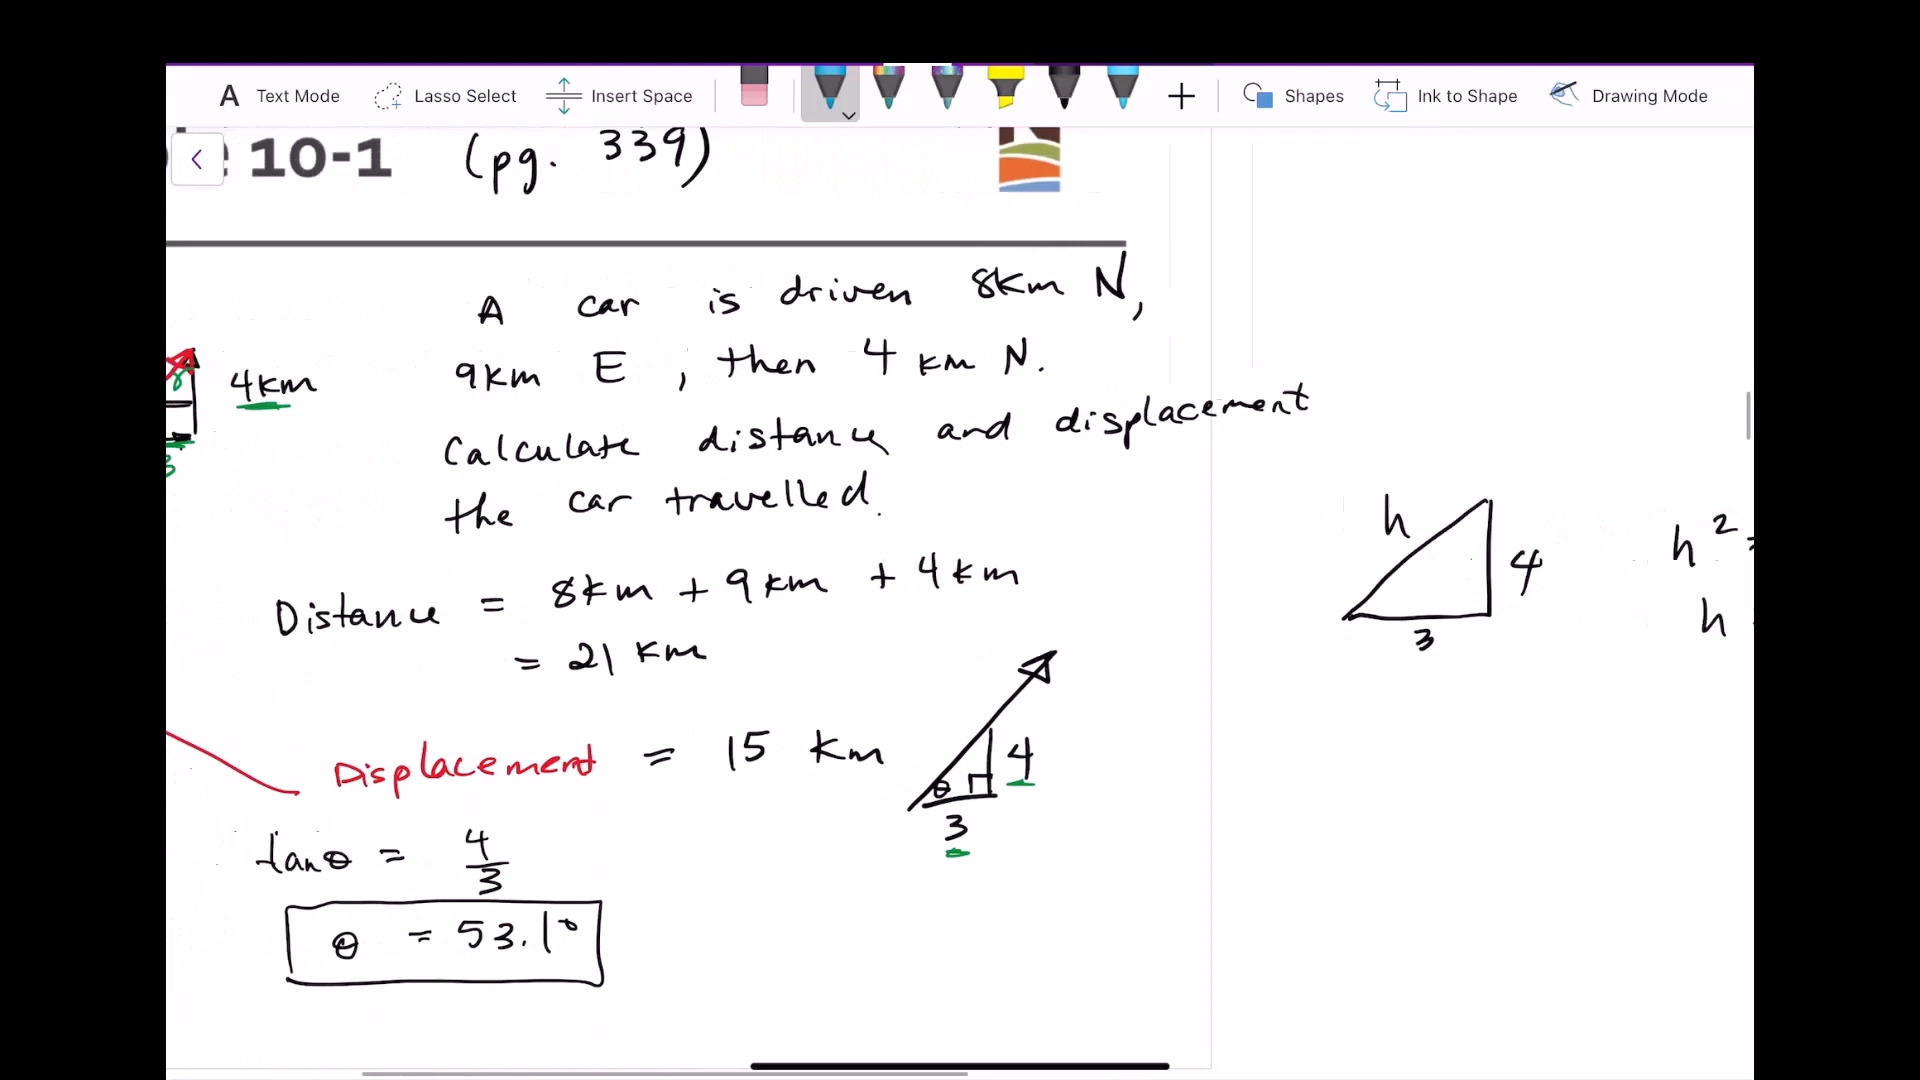 Text Mode Lasso Select Insert Space Shapes Ink to Shape Drawing Mode
10-1 (pg. 339)
A car is driven 8km N,
4km 9km E, then 4 km N.
Calculate distance and displacement
the car travelled.
h
4
3
h² =
h
Distance = 8km + 9km + 4km
= 21 km
Displacement = 15 km
θ 4
3
tanθ = 4/3
θ = 53.1°